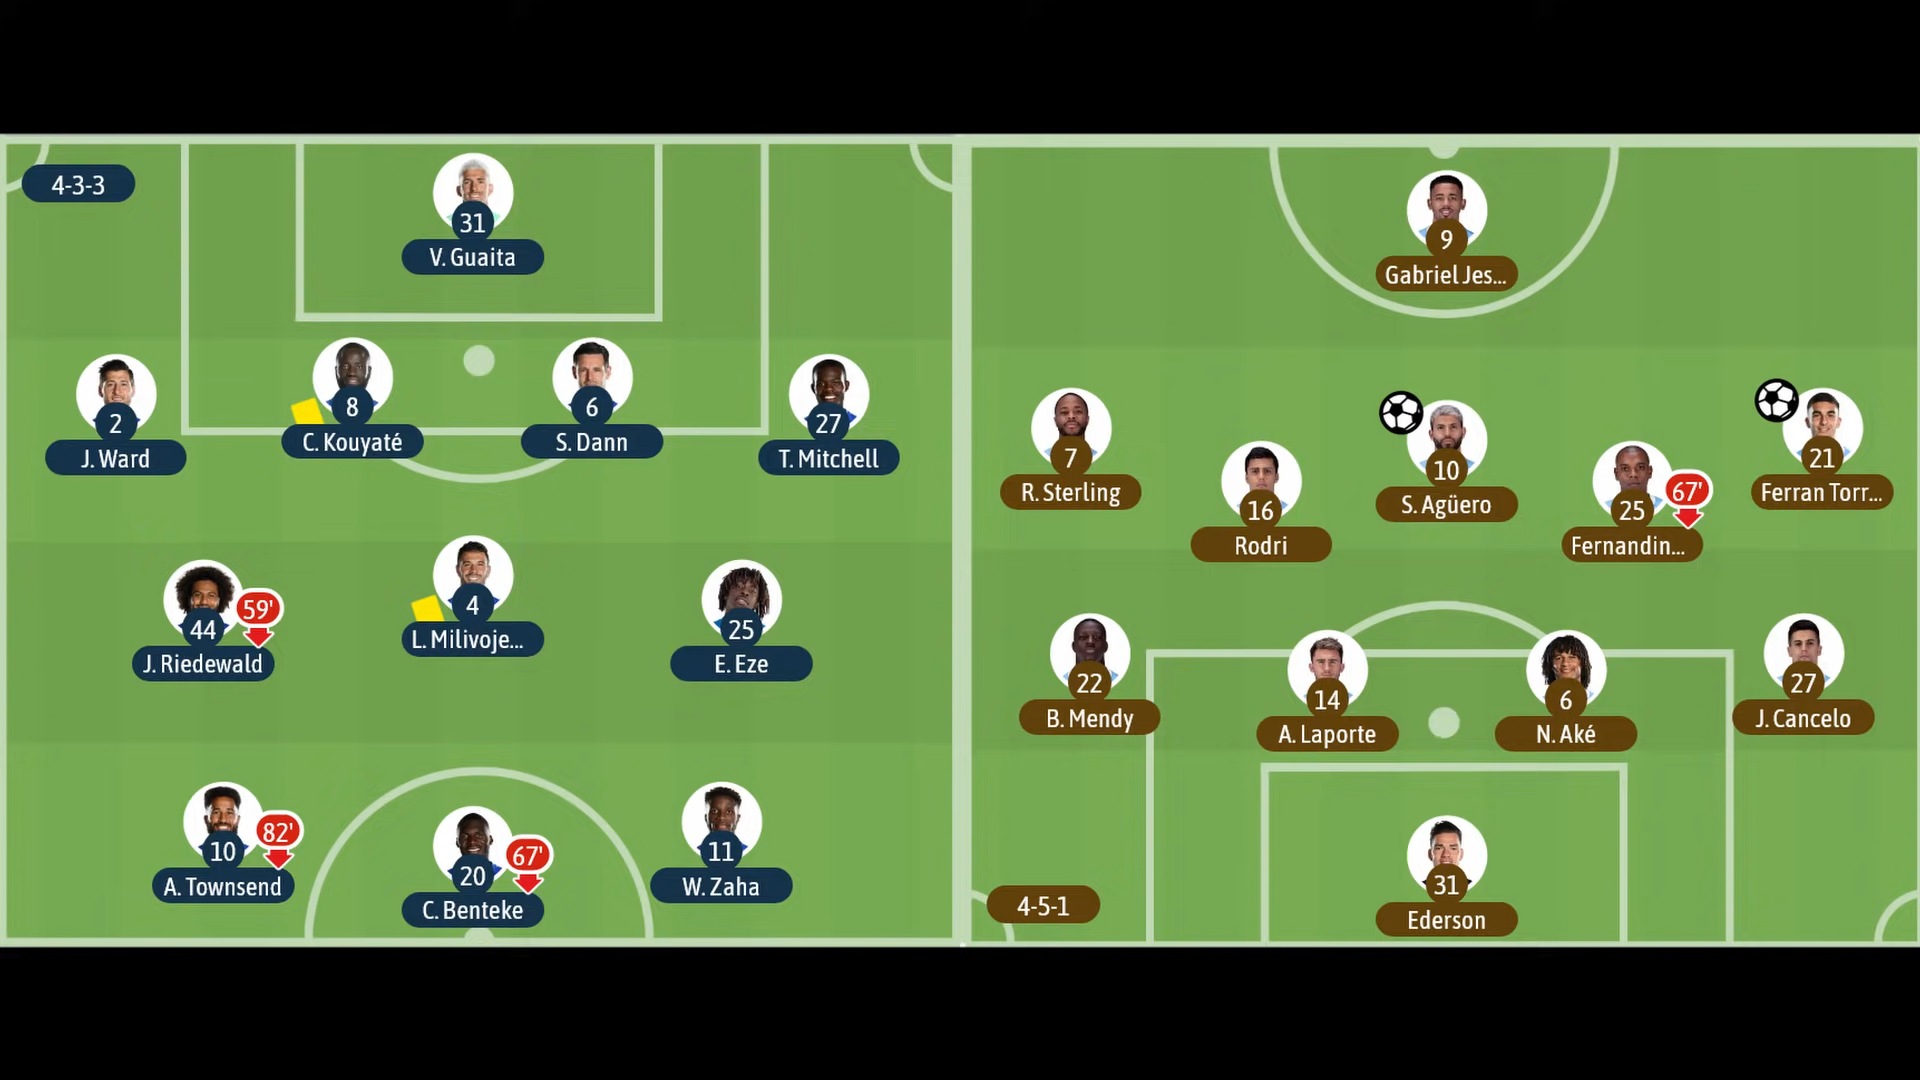 4-3-3
31
V. Guaita
2
J. Ward
8
C. Kouyaté
6
S. Dann
27
T. Mitchell
44
59'
J. Riedewald
4
L. Milivoje...
25
E. Eze
10
82'
A. Townsend
20
67'
C. Benteke
11
W. Zaha
9
Gabriel Jes...
7
R. Sterling
16
Rodri
10
S. Agüero
25
67'
Fernandin...
21
Ferran Torr...
22
B. Mendy
14
A. Laporte
6
N. Aké
27
J. Cancelo
31
Ederson
4-5-1